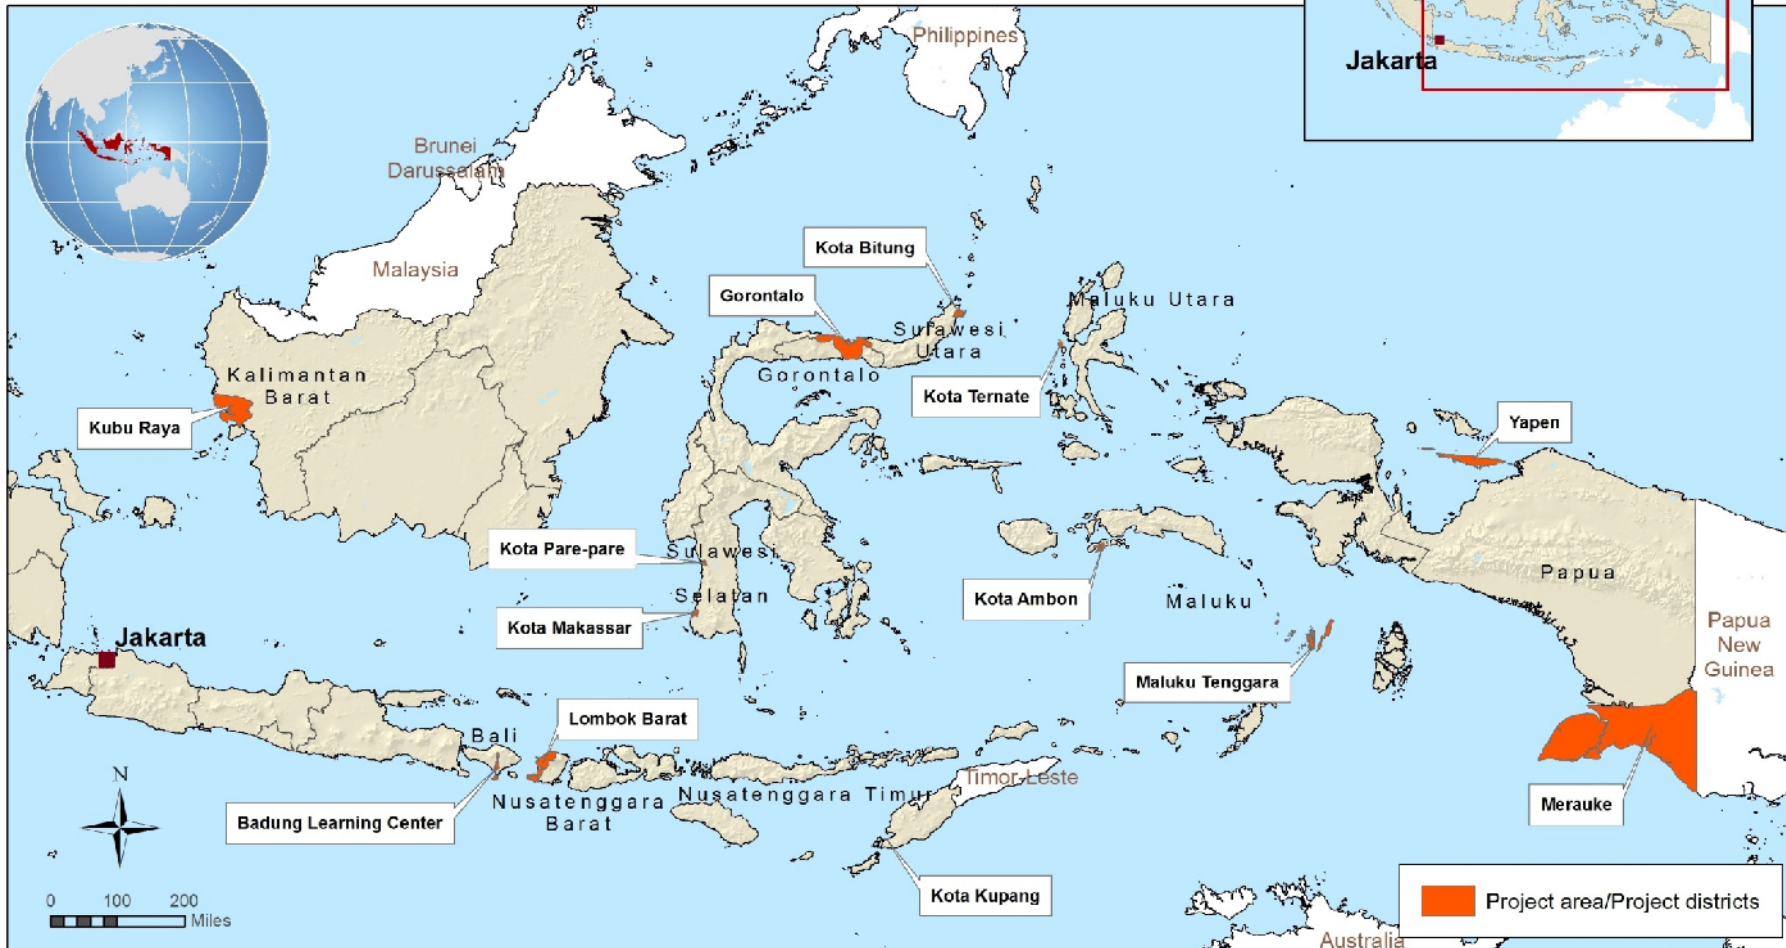 Philippines
Jakarta
Brunei
Darussalam
Malaysia
Kota Bitung
Gorontalo
Maluku Utara
Sulawesi
Utara
Gorontalo
Kalimantan
Barat
Kota Ternate
Kubu Raya
Yapen
Kota Pare-pare
Sulawesi
Selatan
Kota Makassar
Kota Ambon
Maluku
Papua
Papua
New
Guinea
Jakarta
Maluku Tenggara
Lombok Barat
Bali
Timor-Leste
Nusatenggara Timur
Nusatenggara
Barat
Badung Learning Center
Merauke
Kota Kupang
N
0 100 200
Miles
Project area/Project districts
Australia